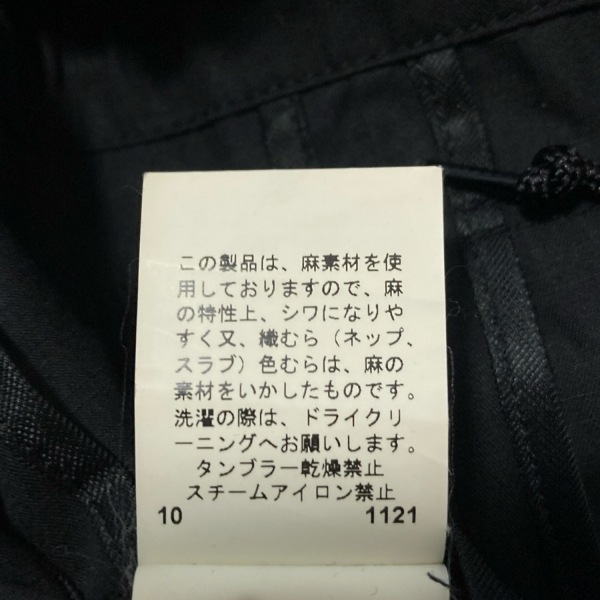 この製品は、麻素材を使
用しておりますので、麻
の特性上、シワになりや
すく又、織むら（ネップ、
スラブ）色むらは、麻の
素材をいかしたものです。
洗濯の際は、ドライクリ
ーニングへお願いします。
タンブラー乾燥禁止
スチームアイロン禁止
10 1121